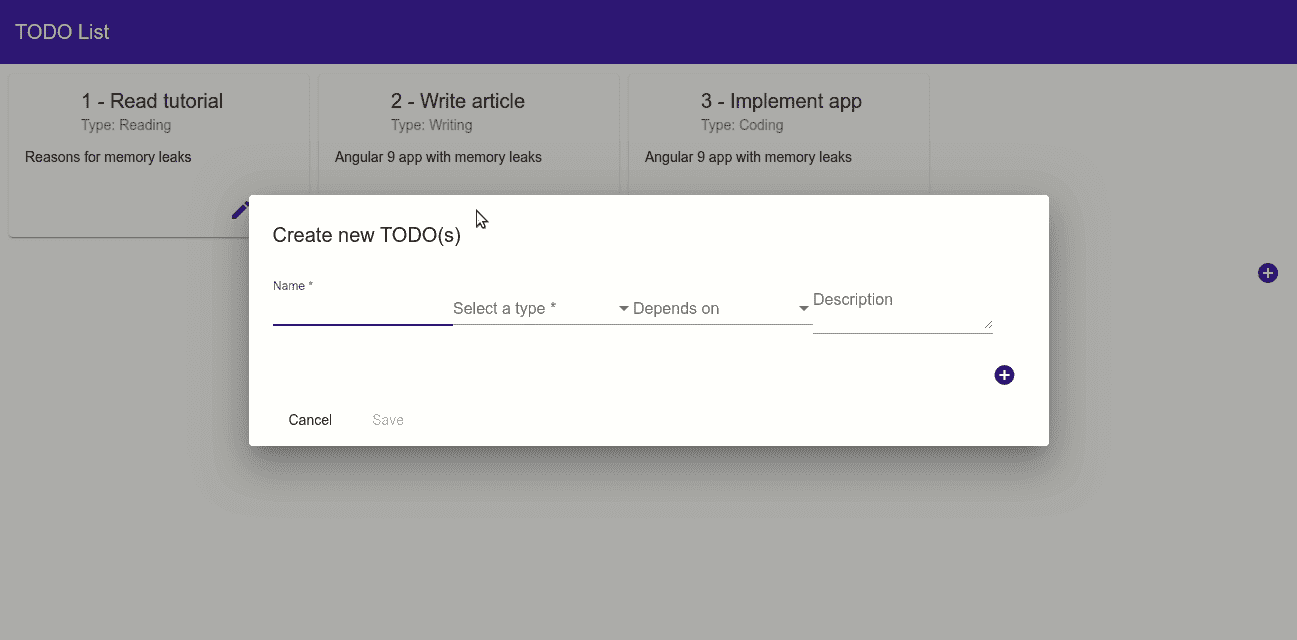 TODO List
1 - Read tutorial
Type: Reading
Reasons for memory leaks
2 - Write article
Type: Writing
Angular 9 app with memory leaks
3 - Implement app
Type: Coding
Angular 9 app with memory leaks
Create new TODO(s)
Name *
Select a type *
Depends on
Description
Cancel
Save